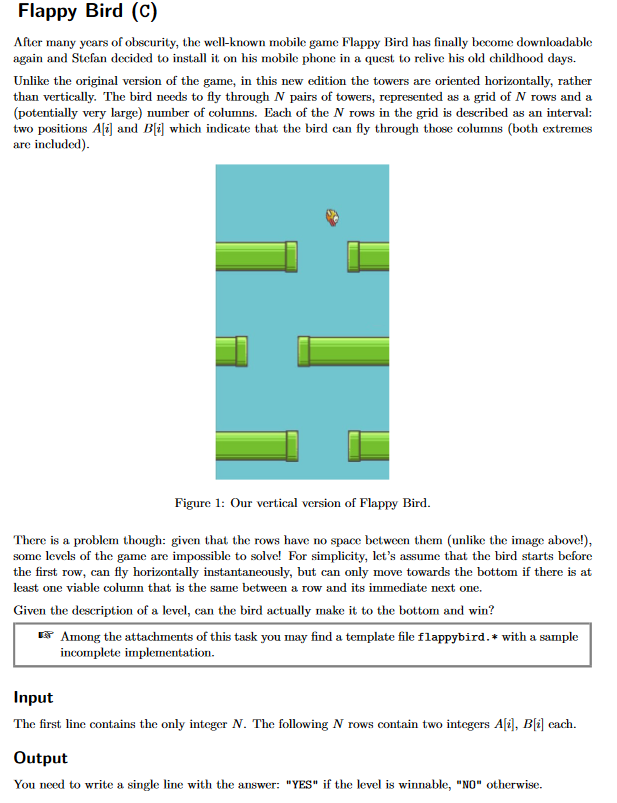 Flappy Bird (C)
After many years of obscurity, the well-known mobile game Flappy Bird has finally become downloadable
again and Stefan decided to install it on his mobile phone in a quest to relive his old childhood days.
Unlike the original version of the game, in this new edition the towers are oriented horizontally, rather
than vertically. The bird needs to fly through N pairs of towers, represented as a grid of N rows and a
(potentially very large) number of columns. Each of the N rows in the grid is described as an interval:
two positions A[i] and B[i] which indicate that the bird can fly through those columns (both extremes
are included).
Figure 1: Our vertical version of Flappy Bird.
There is a problem though: given that the rows have no space between them (unlike the image above!),
some levels of the game are impossible to solve! For simplicity, let's assume that the bird starts before
the first row, can fly horizontally instantaneously, but can only move towards the bottom if there is at
least one viable column that is the same between a row and its immediate next one.
Given the description of a level, can the bird actually make it to the bottom and win?
☞ Among the attachments of this task you may find a template file flappybird.* with a sample
incomplete implementation.
Input
The first line contains the only integer N. The following N rows contain two integers A[i], B[i] each.
Output
You need to write a single line with the answer: "YES" if the level is winnable, "NO" otherwise.